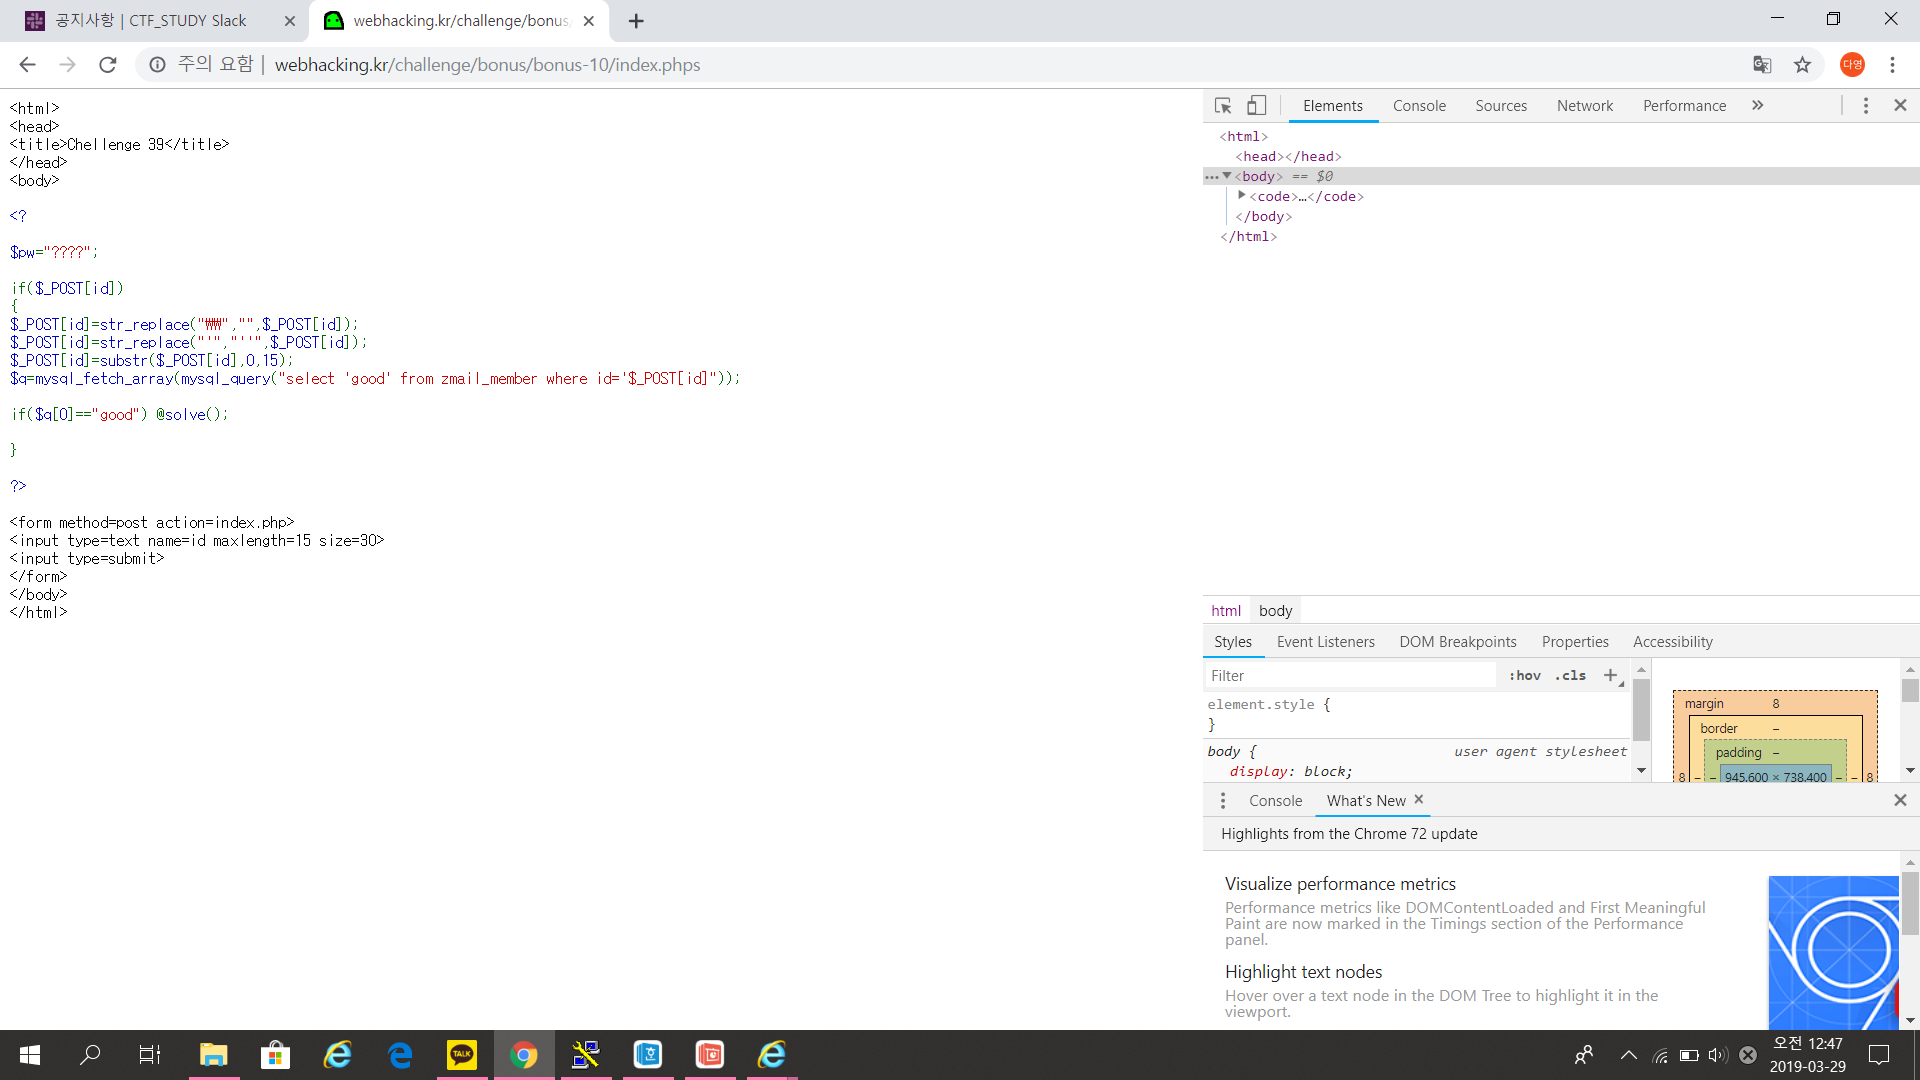 공지사항 | CTF_STUDY Slack
webhacking.kr/challenge/bonus
주의 요함 | webhacking.kr/challenge/bonus/bonus-10/index.phps
다영
<html>
<head>
<title>Chellenge 39</title>
</head>
<body>
<?
$pw="????";
if($_POST[id])
{
$_POST[id]=str_replace("₩₩","",$_POST[id]);
$_POST[id]=str_replace("'","''",$_POST[id]);
$_POST[id]=substr($_POST[id],0,15);
$q=mysql_fetch_array(mysql_query("select 'good' from zmail_member where id='$_POST[id]"));
if($q[0]=="good") @solve();
}
?>
<form method=post action=index.php>
<input type=text name=id maxlength=15 size=30>
<input type=submit>
</form>
</body>
</html>
Elements Console Sources Network Performance »
<html>
<head></head>
... ▼<body> == $0
▶<code>…</code>
</body>
</html>
html body
Styles Event Listeners DOM Breakpoints Properties Accessibility
Filter :hov .cls +
element.style {
}
body { user agent stylesheet
display: block;
margin 8
border –
padding –
8 – – 945.600 × 738.400 – – 8
Console What's New ×
Highlights from the Chrome 72 update
Visualize performance metrics
Performance metrics like DOMContentLoaded and First Meaningful
Paint are now marked in the Timings section of the Performance
panel.
Highlight text nodes
Hover over a text node in the DOM Tree to highlight it in the
viewport.
TALK
오전 12:47
2019-03-29